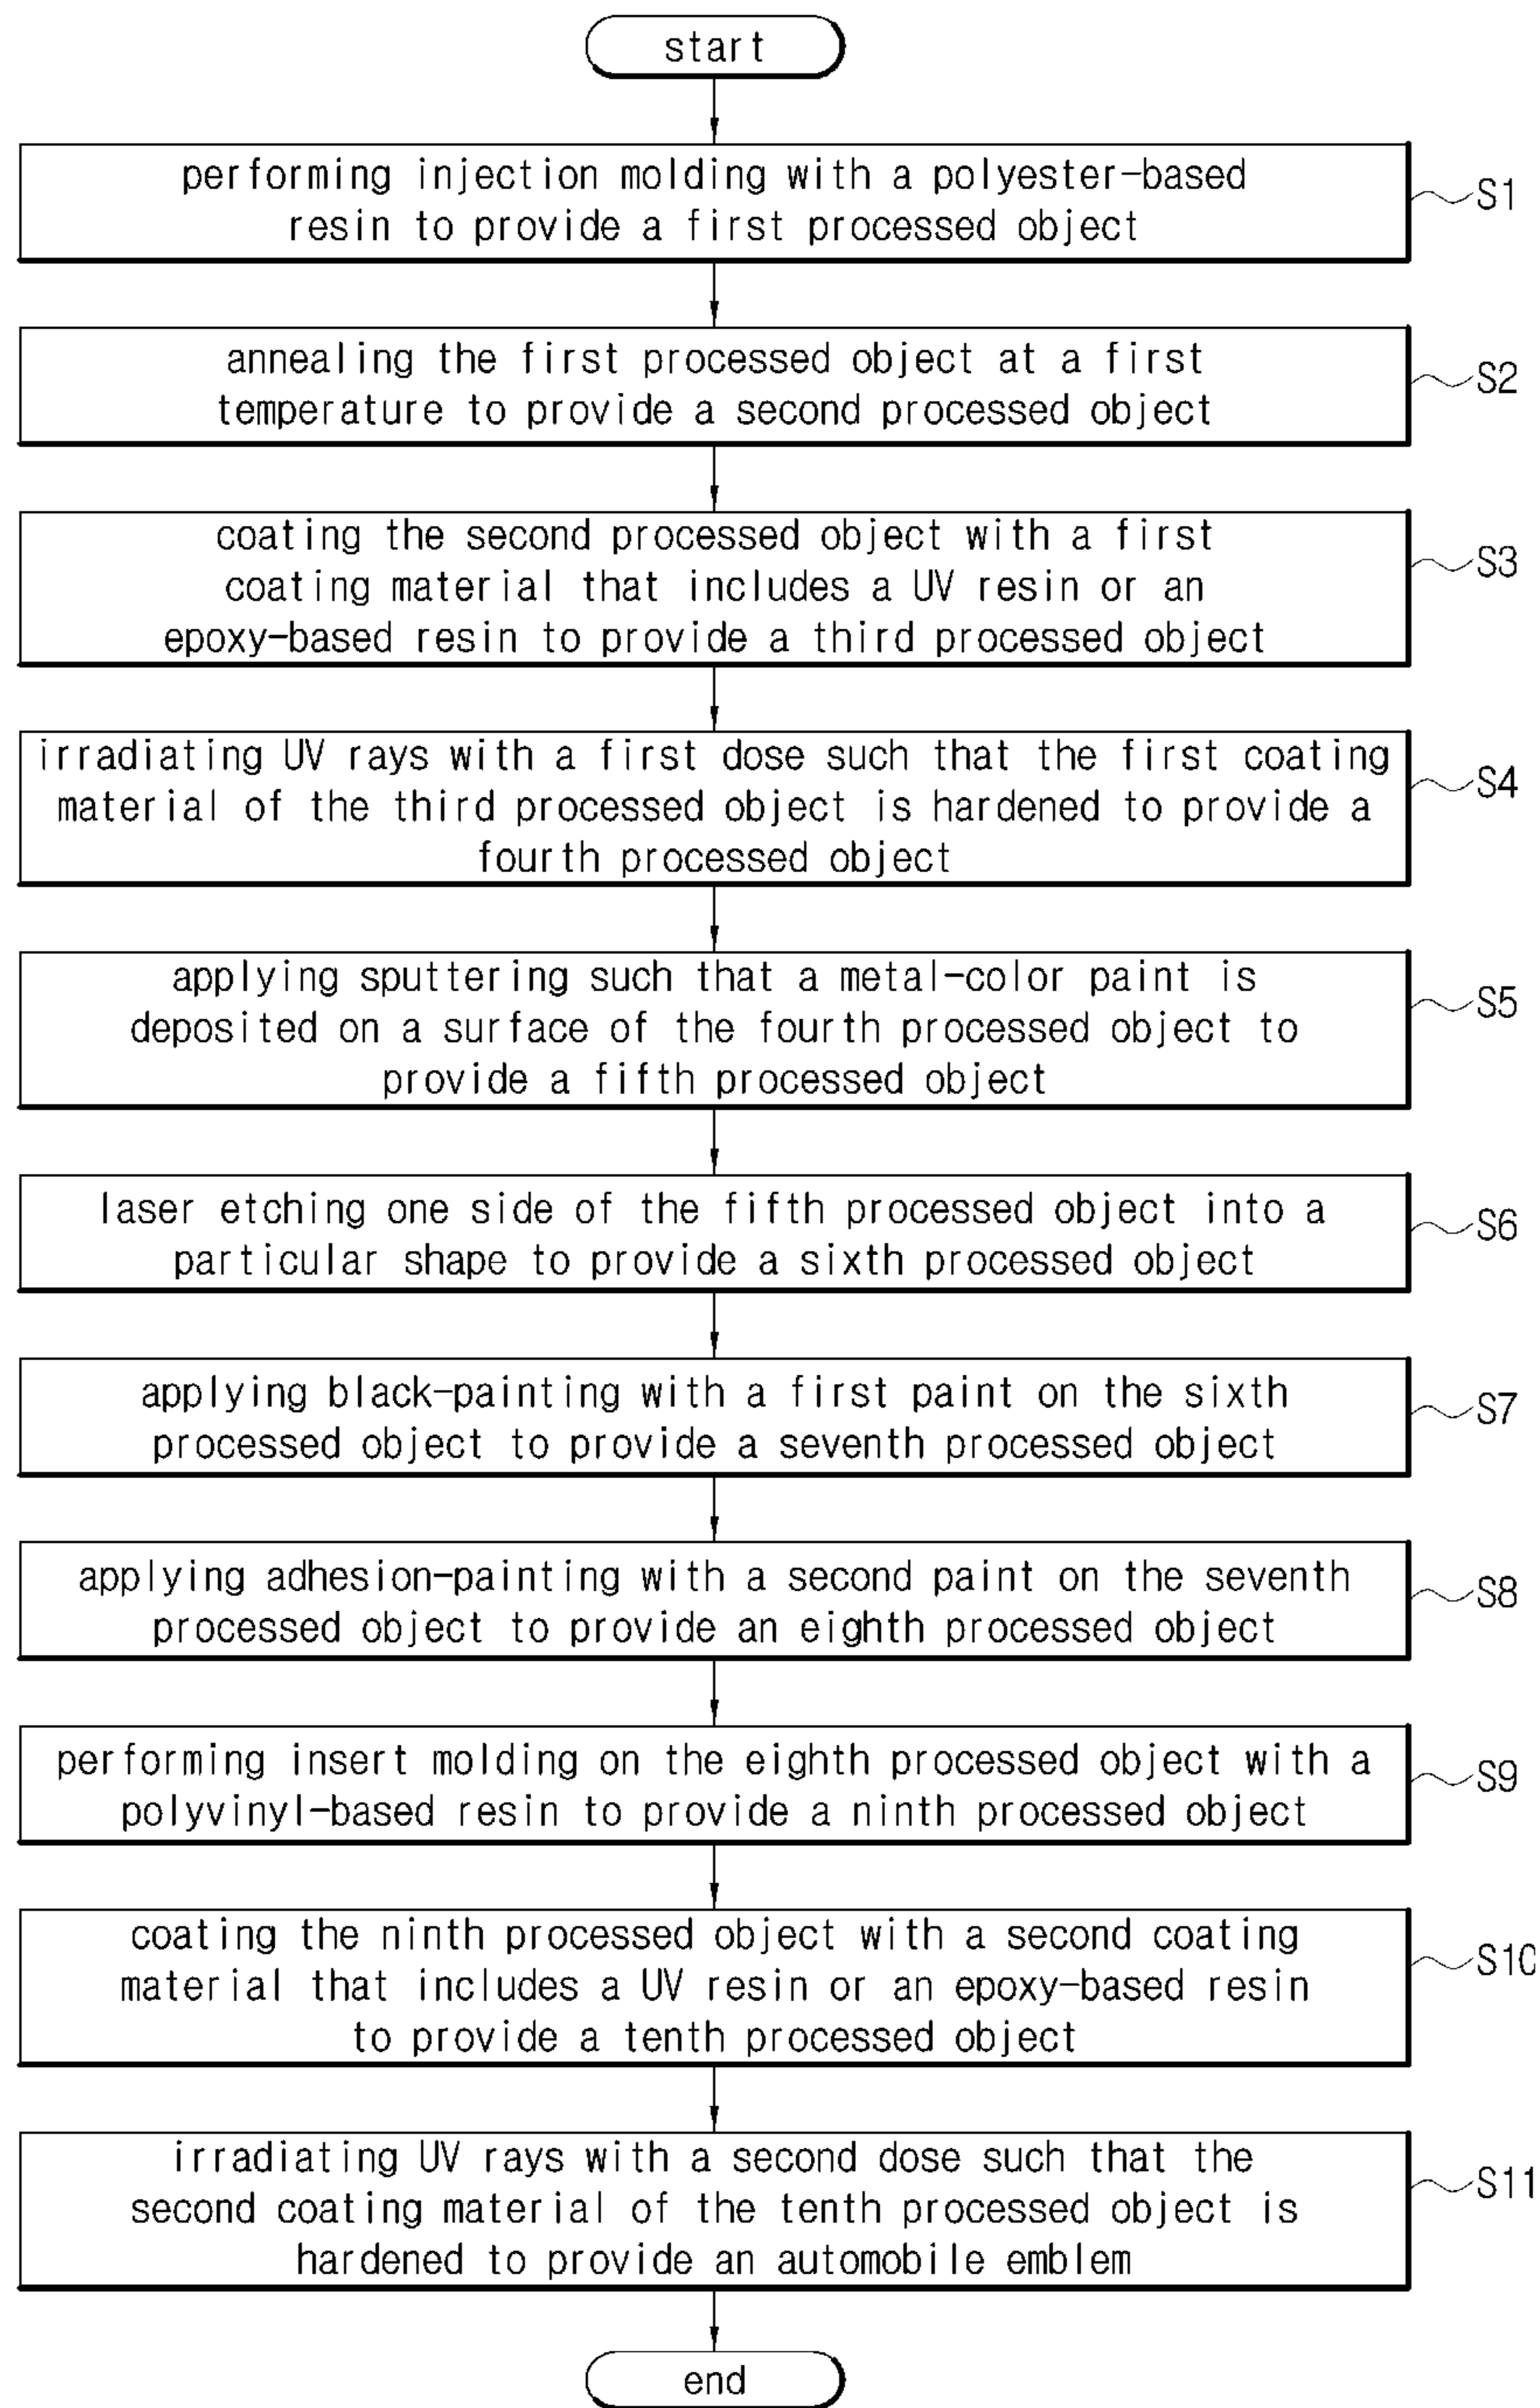 start
performing injection molding with a polyester-based
resin to provide a first processed object
S1
annealing the first processed object at a first
temperature to provide a second processed object
S2
coating the second processed object with a first
coating material that includes a UV resin or an
epoxy-based resin to provide a third processed object
S3
irradiating UV rays with a first dose such that the first coating
material of the third processed object is hardened to provide a
fourth processed object
S4
applying sputtering such that a metal-color paint is
deposited on a surface of the fourth processed object to
provide a fifth processed object
S5
laser etching one side of the fifth processed object into a
particular shape to provide a sixth processed object
S6
applying black-painting with a first paint on the sixth
processed object to provide a seventh processed object
S7
applying adhesion-painting with a second paint on the seventh
processed object to provide an eighth processed object
S8
performing insert molding on the eighth processed object with a
polyvinyl-based resin to provide a ninth processed object
S9
coating the ninth processed object with a second coating
material that includes a UV resin or an epoxy-based resin
to provide a tenth processed object
S10
irradiating UV rays with a second dose such that the
second coating material of the tenth processed object is
hardened to provide an automobile emblem
S11
end